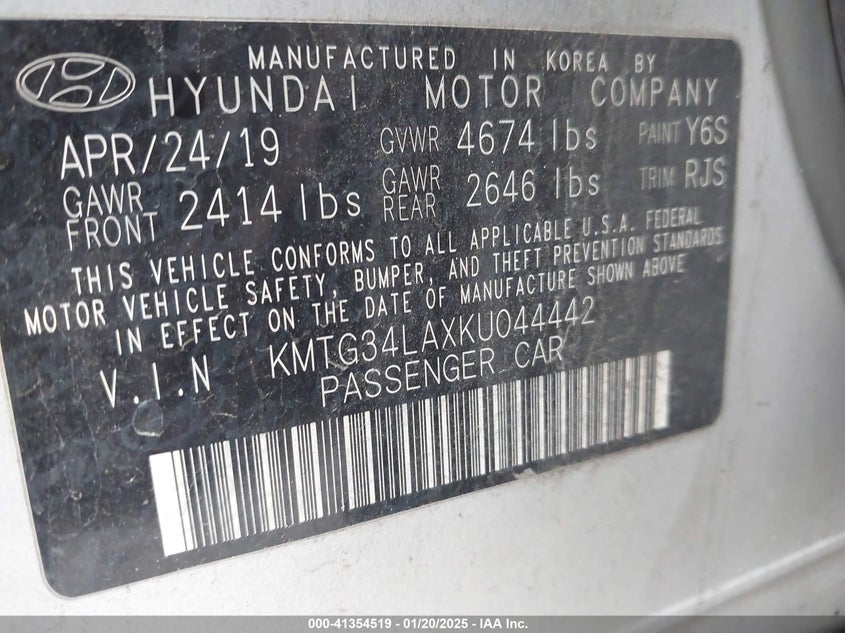 MANUFACTURED IN KOREA BY
HYUNDAI MOTOR COMPANY
APR/24/19 GVWR 4674 lbs PAINT Y6S
GAWR FRONT 2414 lbs GAWR REAR 2646 lbs TRIM RJS
THIS VEHICLE CONFORMS TO ALL APPLICABLE U.S.A. FEDERAL
MOTOR VEHICLE SAFETY, BUMPER, AND THEFT PREVENTION STANDARDS
IN EFFECT ON THE DATE OF MANUFACTURE SHOWN ABOVE
V.I.N KMTG34LAXKU044442
PASSENGER CAR
000-41354519 - 01/20/2025 - IAA Inc.